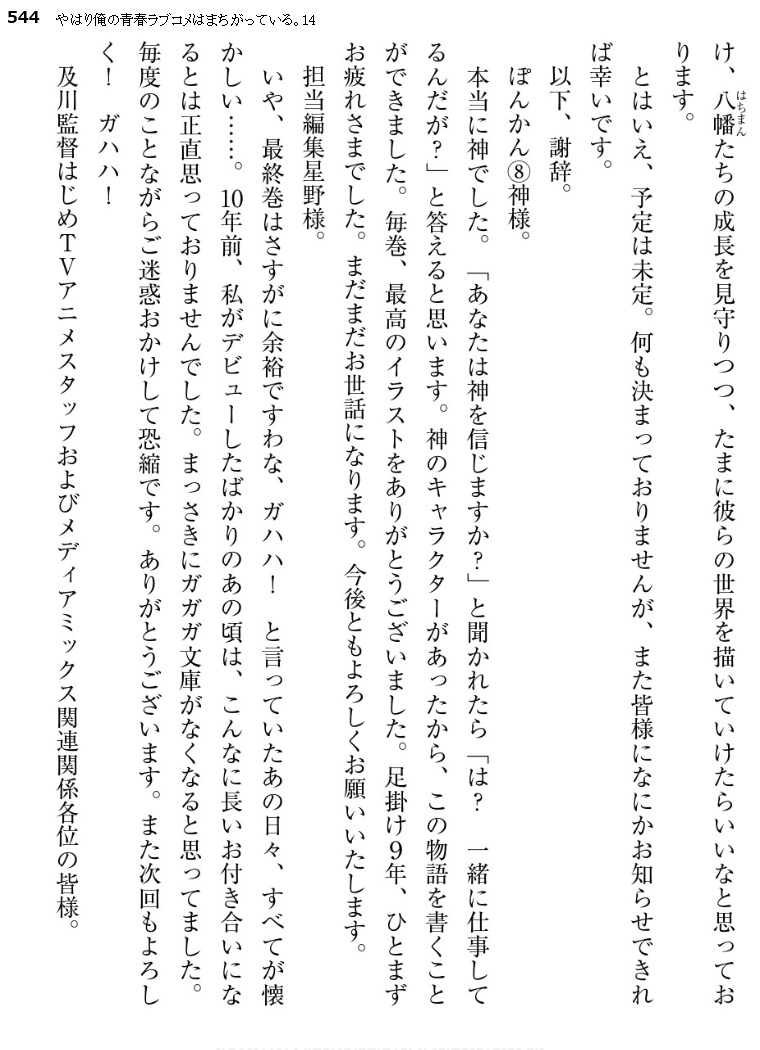 544 やはり俺の青春ラブコメはまちがっている。14
け、八幡たちの成長を見守りつつ、たまに彼らの世界を描いていけたらいいなと思ってお
はちまん
ります。
とはいえ、予定は未定。何も決まっておりませんが、また皆様になにかお知らせできれ
ば幸いです。
以下、謝辞。
ぽんかん⑧神様。
本当に神でした。「あなたは神を信じますか?」と聞かれたら「は? 一緒に仕事して
るんだが?」と答えると思います。神のキャラクターがあったから、この物語を書くこと
ができました。毎巻、最高のイラストをありがとうございました。足掛け9年、ひとまず
お疲れさまでした。まだまだお世話になります。今後ともよろしくお願いいたします。
担当編集星野様。
いや、最終巻はさすがに余裕ですわな、ガハハ! と言っていたあの日々、すべてが懐
かしい……。10年前、私がデビューしたばかりのあの頃は、こんなに長いお付き合いにな
るとは正直思っておりませんでした。まっさきにガガガ文庫がなくなると思ってました。
毎度のことながらご迷惑おかけして恐縮です。ありがとうございます。また次回もよろし
く! ガハハ!
及川監督はじめTVアニメスタッフおよびメディアミックス関連関係各位の皆様。